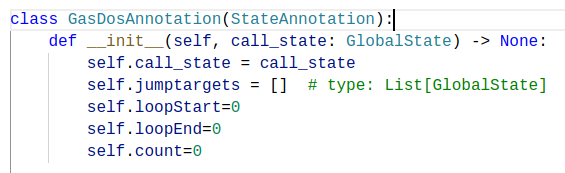 class GasDosAnnotation(StateAnnotation):
    def __init__(self, call_state: GlobalState) -> None:
        self.call_state = call_state
        self.jumptargets = []  # type: List[GlobalState]
        self.loopStart=0
        self.loopEnd=0
        self.count=0